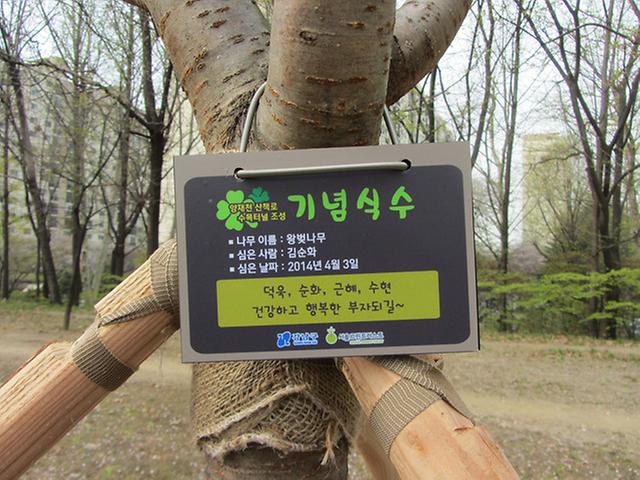 양재천 산책로
수목터널 조성
기념식수
▪ 나무 이름 : 왕벚나무
▪ 심은 사람 : 김순화
▪ 심은 날짜 : 2014년 4월 3일
덕욱, 순화, 근혜, 수현
건강하고 행복한 부자되길~
강남구
서울그린트러스트